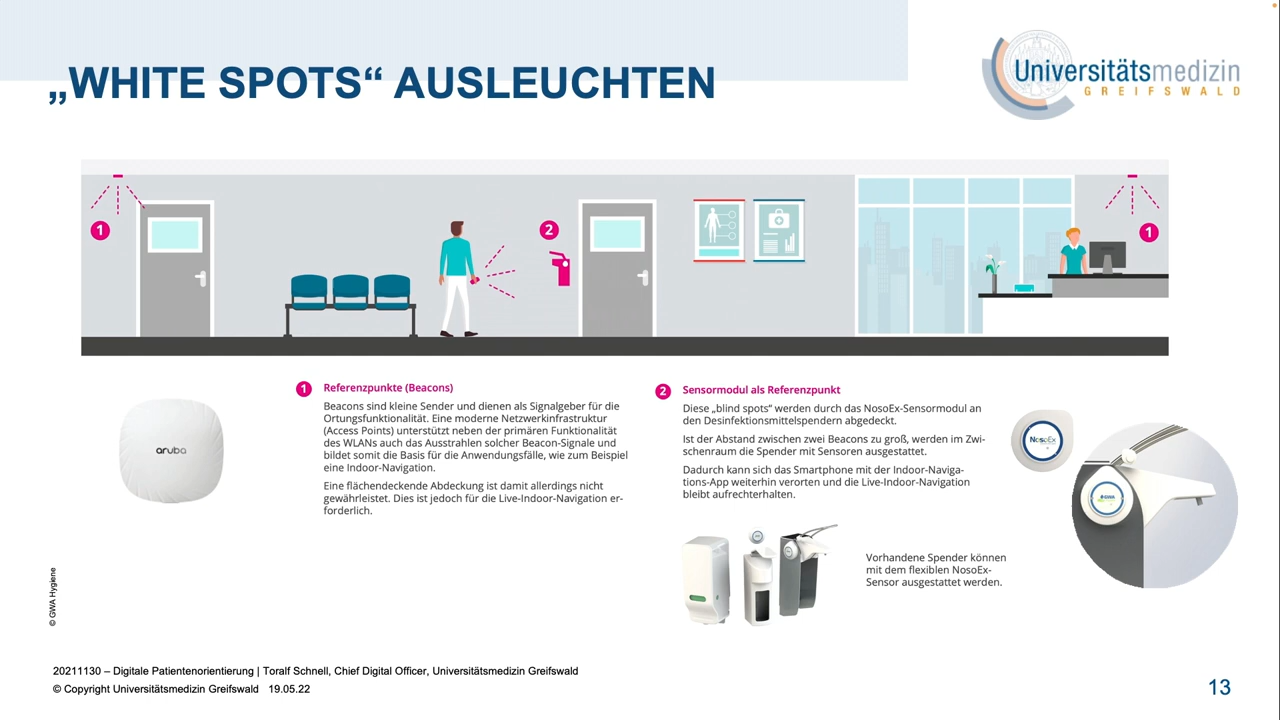 „WHITE SPOTS“ AUSLEUCHTEN
Universitätsmedizin
GREIFSWALD
1
2
1
aruba
1 Referenzpunkte (Beacons)
Beacons sind kleine Sender und dienen als Signalgeber für die
Ortungsfunktionalität. Eine moderne Netzwerkinfrastruktur
(Access Points) unterstützt neben der primären Funktionalität
des WLANs auch das Ausstrahlen solcher Beacon-Signale und
bildet somit die Basis für die Anwendungsfälle, wie zum Beispiel
eine Indoor-Navigation.
Eine flächendeckende Abdeckung ist damit allerdings nicht
gewährleistet. Dies ist jedoch für die Live-Indoor-Navigation er-
forderlich.
2 Sensormodul als Referenzpunkt
Diese „blind spots“ werden durch das NosoEx-Sensormodul an
den Desinfektionsmittelspendern abgedeckt.
Ist der Abstand zwischen zwei Beacons zu groß, werden im Zwi-
schenraum die Spender mit Sensoren ausgestattet.
Dadurch kann sich das Smartphone mit der Indoor-Naviga-
tions-App weiterhin verorten und die Live-Indoor-Navigation
bleibt aufrechterhalten.
NosoEx
GWA
Vorhandene Spender können
mit dem flexiblen NosoEx-
Sensor ausgestattet werden.
© GWA Hygiene
20211130 – Digitale Patientenorientierung | Toralf Schnell, Chief Digital Officer, Universitätsmedizin Greifswald
© Copyright Universitätsmedizin Greifswald 19.05.22
13